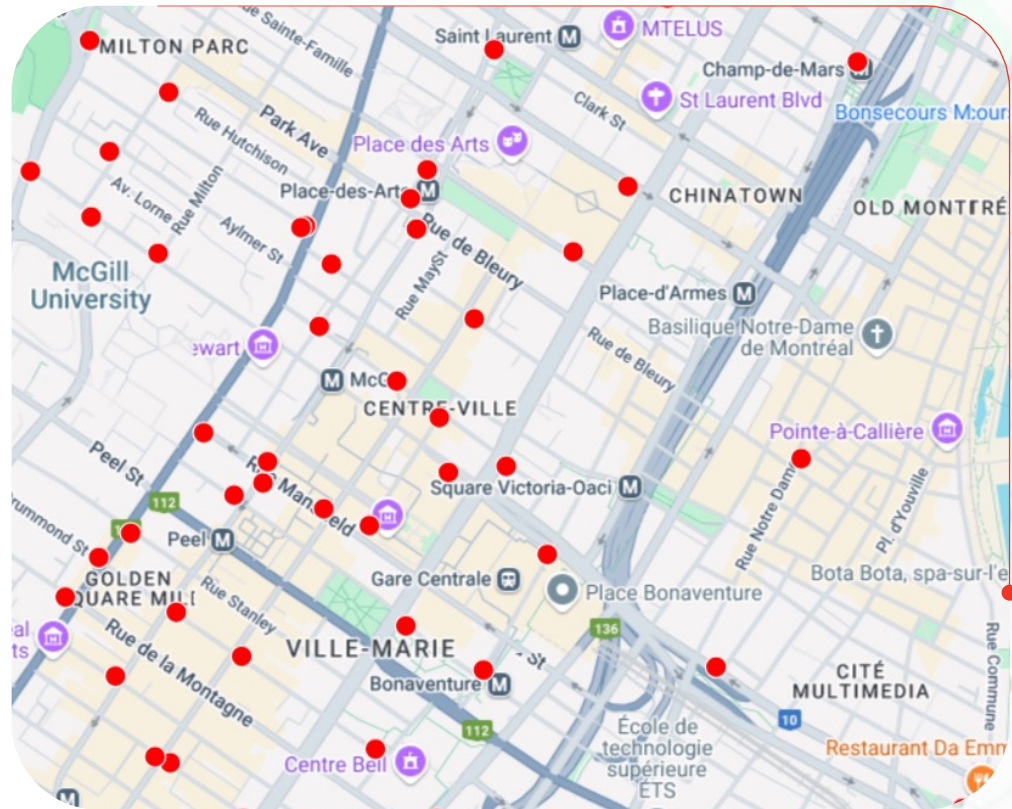 Saint Laurent
MTELUS
MILTON PARC
Rue Sainte-Famille
Champ-de-Mars
St Laurent Blvd
Bonsecours M:our
Clark St
Park Ave
Rue Hutchison
Place des Arts
Place-des-Arts
CHINATOWN
OLD MONTTRÉ
Av. Lorne
Rue Milton
Aylmer St
Rue de Bleury
McGill
University
Rue MaySt
Place-d'Armes
Basilique Notre-Dame
de Montréal
Rue de Bleury
ewart
McG
CENTRE-VILLE
Pointe-à-Callière
Peel St
Rue Mansfield
Square Victoria-Oaci
Rue Notre Dame
Pl. d'Youville
112
Drummond St
Peel
GOLDEN
SQUARE MILE
Gare Centrale
Place Bonaventure
Bota Bota, spa-sur-l'e
Rue Stanley
136
VILLE-MARIE
St
Rue de la Montagne
Bonaventure
CITÉ
MULTIMEDIA
Rue Commune
112
10
École de
technologie
supérieure
ÉTS
Centre Bell
Restaurant Da Emm